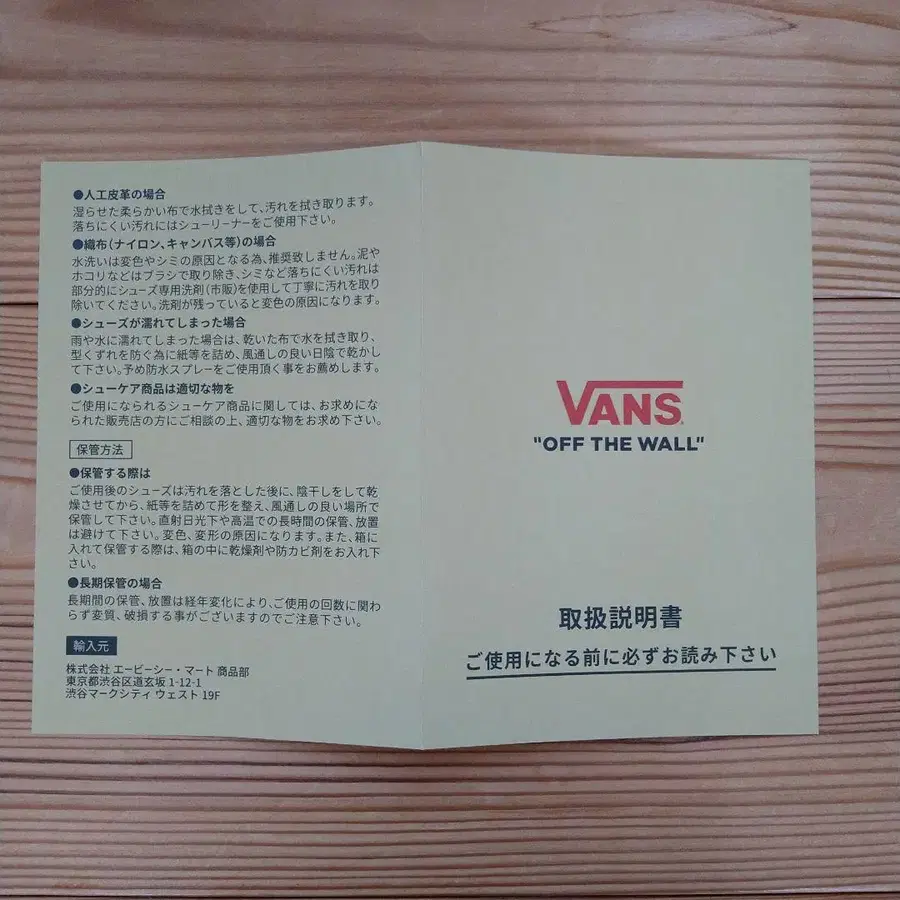 ●人工皮革の場合
湿らせた柔らかい布で水拭きをして、汚れを拭き取ります。
落ちにくい汚れにはシューリーナーをご使用下さい。
●織布（ナイロン、キャンバス等）の場合
水洗いは変色やシミの原因となる為、推奨致しません。泥や
ホコリなどはブラシで取り除き、シミなど落ちにくい汚れは
部分的にシューズ専用洗剤（市販）を使用して丁寧に汚れを取り
除いてください。洗剤が残っていると変色の原因になります。
●シューズが濡れてしまった場合
雨や水に濡れてしまった場合は、乾いた布で水を拭き取り、
型くずれを防ぐ為に紙等を詰め、風通しの良い日陰で乾かし
て下さい。予め防水スプレーをご使用頂く事をお薦めします。
●シューケア商品は適切な物を
ご使用になられるシューケア商品に関しては、お求めにな
られた販売店の方にご相談の上、適切な物をお求め下さい。
保管方法
●保管する際は
ご使用後のシューズは汚れを落とした後に、陰干しをして乾
燥させてから、紙等を詰めて形を整え、風通しの良い場所で
保管して下さい。直射日光下や高温での長時間の保管、放置
は避けて下さい。変色、変形の原因になります。また、箱に
入れて保管する際は、箱の中に乾燥剤や防カビ剤をお入れ下
さい。
●長期保管の場合
長期間の保管、放置は経年変化により、ご使用の回数に関わ
らず変質、破損する事がございますのでご注意下さい。
輸入元
株式会社 エービーシー・マート 商品部
東京都渋谷区道玄坂 1-12-1
渋谷マークシティ ウェスト 19F
VANS
"OFF THE WALL"
取扱説明書
ご使用になる前に必ずお読み下さい